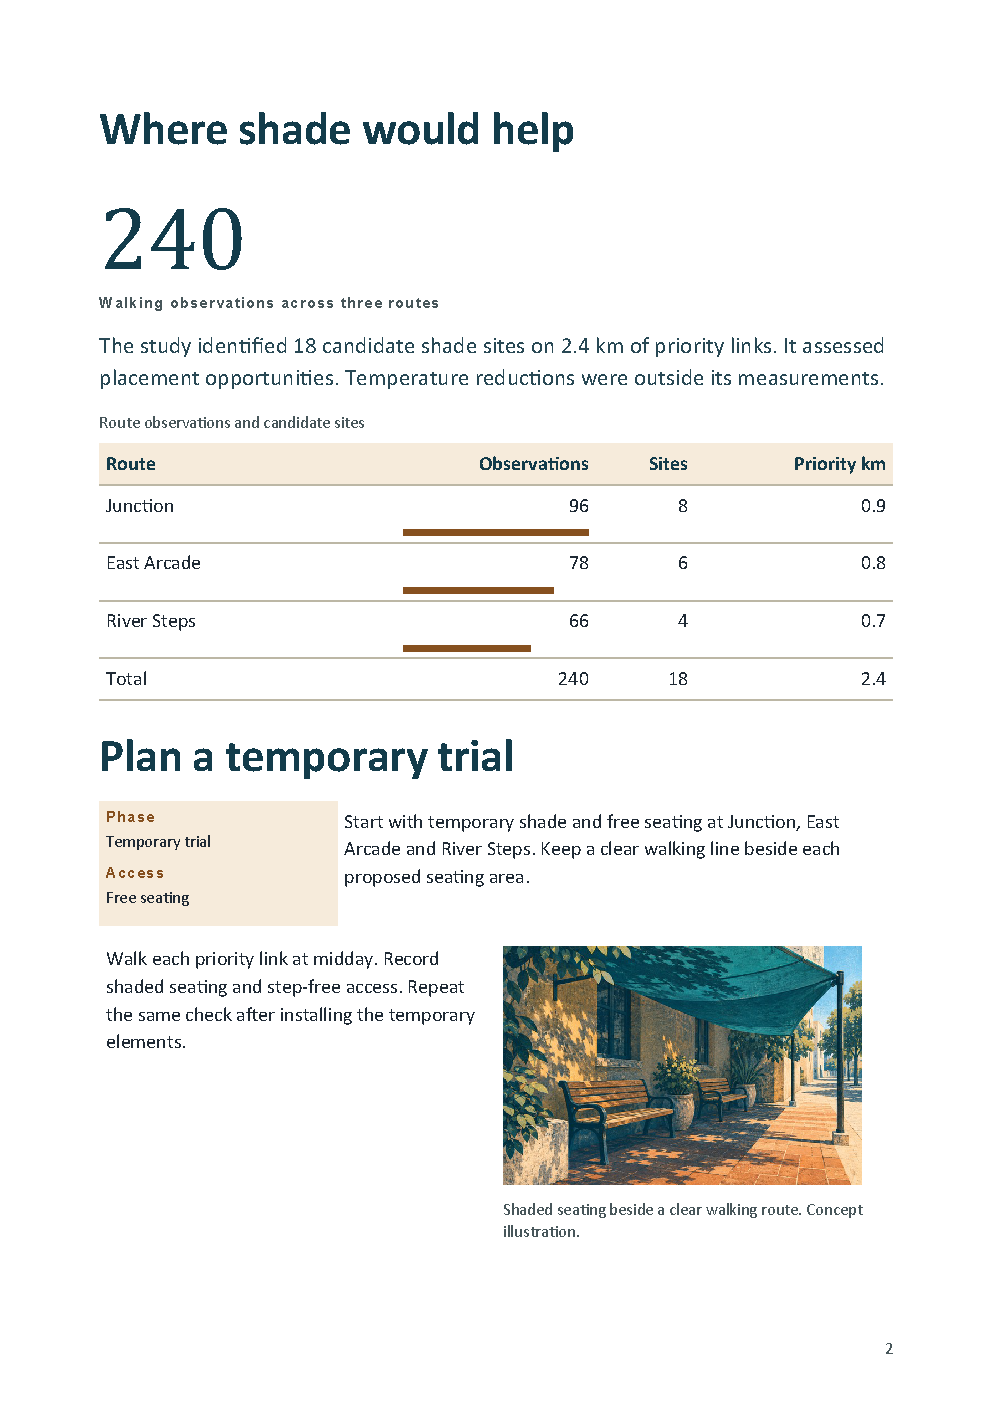 Where shade would help
240
Walking observations across three routes
The study identified 18 candidate shade sites on 2.4 km of priority links. It assessed
placement opportunities. Temperature reductions were outside its measurements.
Route observations and candidate sites
Route Observations Sites Priority km
Junction 96 8 0.9
East Arcade 78 6 0.8
River Steps 66 4 0.7
Total 240 18 2.4
Plan a temporary trial
Phase
Temporary trial
Access
Free seating
Start with temporary shade and free seating at Junction, East
Arcade and River Steps. Keep a clear walking line beside each
proposed seating area.
Walk each priority link at midday. Record
shaded seating and step-free access. Repeat
the same check after installing the temporary
elements.
Shaded seating beside a clear walking route. Concept
illustration.
2